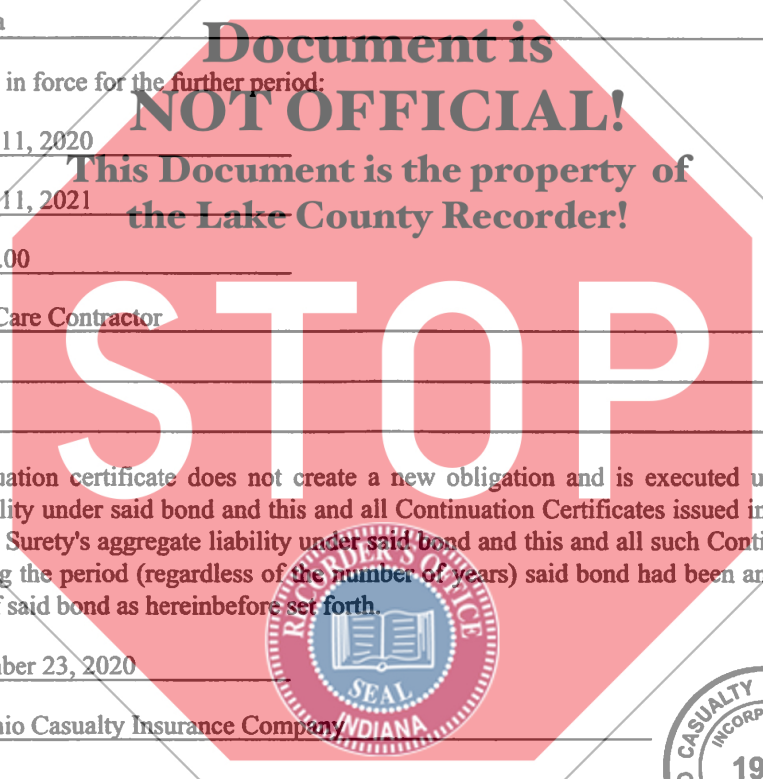 a
Document is
in force for the further period:
NOT OFFICIAL!
11, 2020
This Document is the property of
11, 2021
the Lake County Recorder!
.00
Care Contractor
STOP
uation certificate does not create a new obligation and is executed u
lity under said bond and this and all Continuation Certificates issued in
Surety's aggregate liability under said bond and this and all such Conti
g the period (regardless of the number of years) said bond had been an
f said bond as hereinbefore set forth.
RECORDER'S OFFICE
SEAL
INDIANA
ber 23, 2020
hio Casualty Insurance Company
CASUALTY
INCORP
19